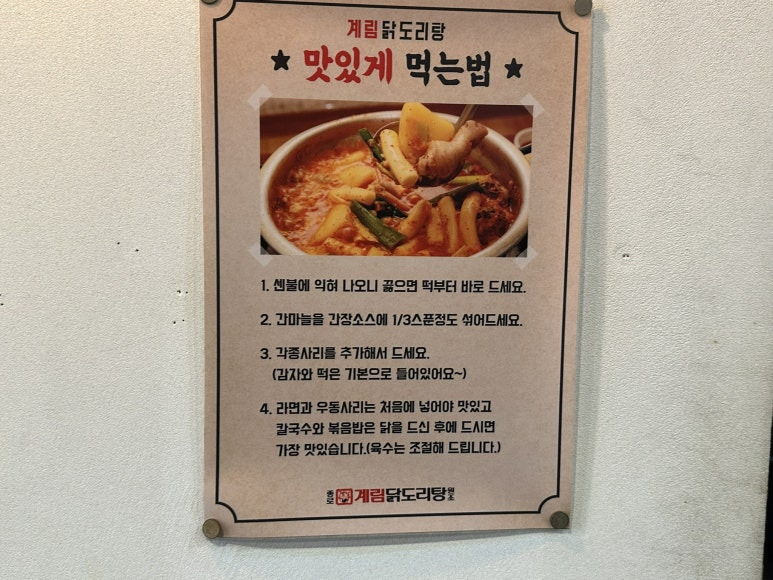 계림닭도리탕
★ 맛있게 먹는법 ★
1. 센불에 익혀 나오니 끓으면 떡부터 바로 드세요.
2. 간마늘을 간장소스에 1/3스푼정도 섞어드세요.
3. 각종사리를 추가해서 드세요.
(감자와 떡은 기본으로 들어있어요~)
4. 라면과 우동사리는 처음에 넣어야 맛있고
칼국수와 볶음밥은 닭을 드신 후에 드시면
가장 맛있습니다.(육수는 조절해 드립니다.)
종로 계림닭도리탕 원조